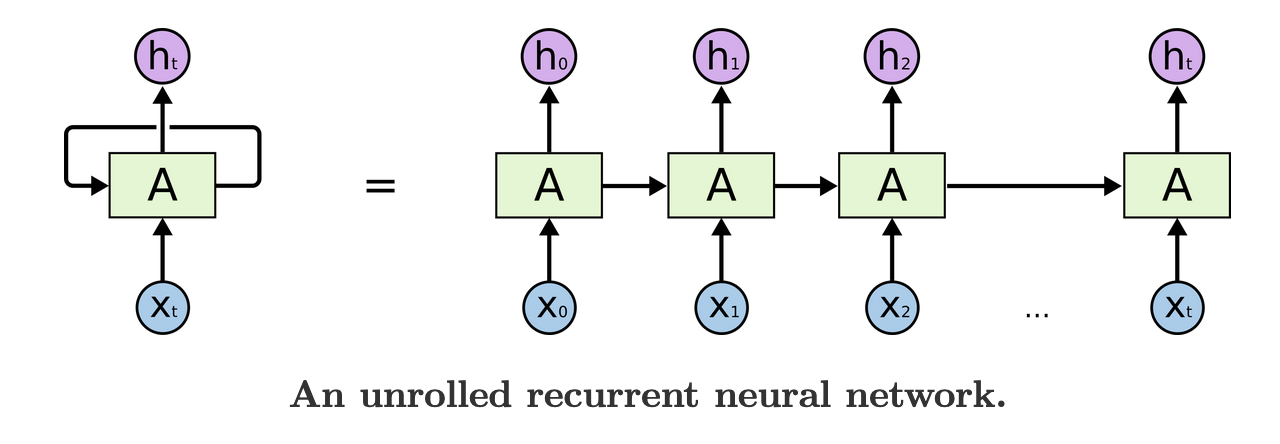 hₜ h₀ h₁ h₂ hₜ
A = A A A A
xₜ x₀ x₁ x₂ ... xₜ
An unrolled recurrent neural network.